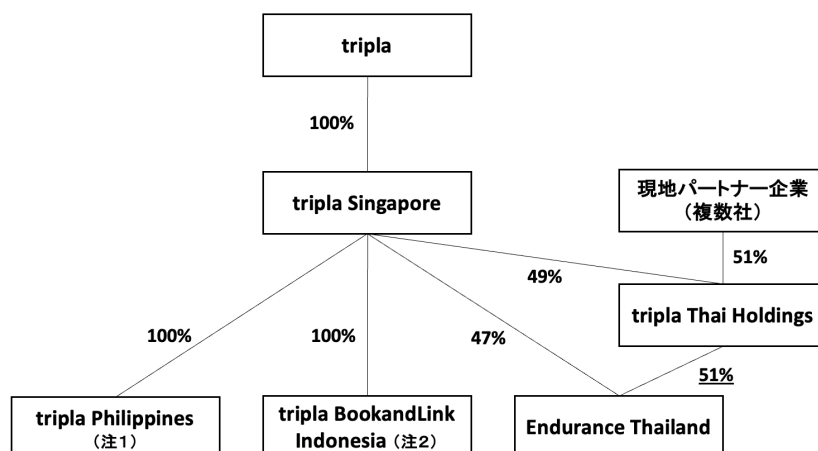 tripla
100%
tripla Singapore
現地パートナー企業
（複数社）
51%
49%
tripla Thai Holdings
100%
100%
47%
51%
tripla Philippines
（注１）
tripla BookandLink
Indonesia（注２）
Endurance Thailand